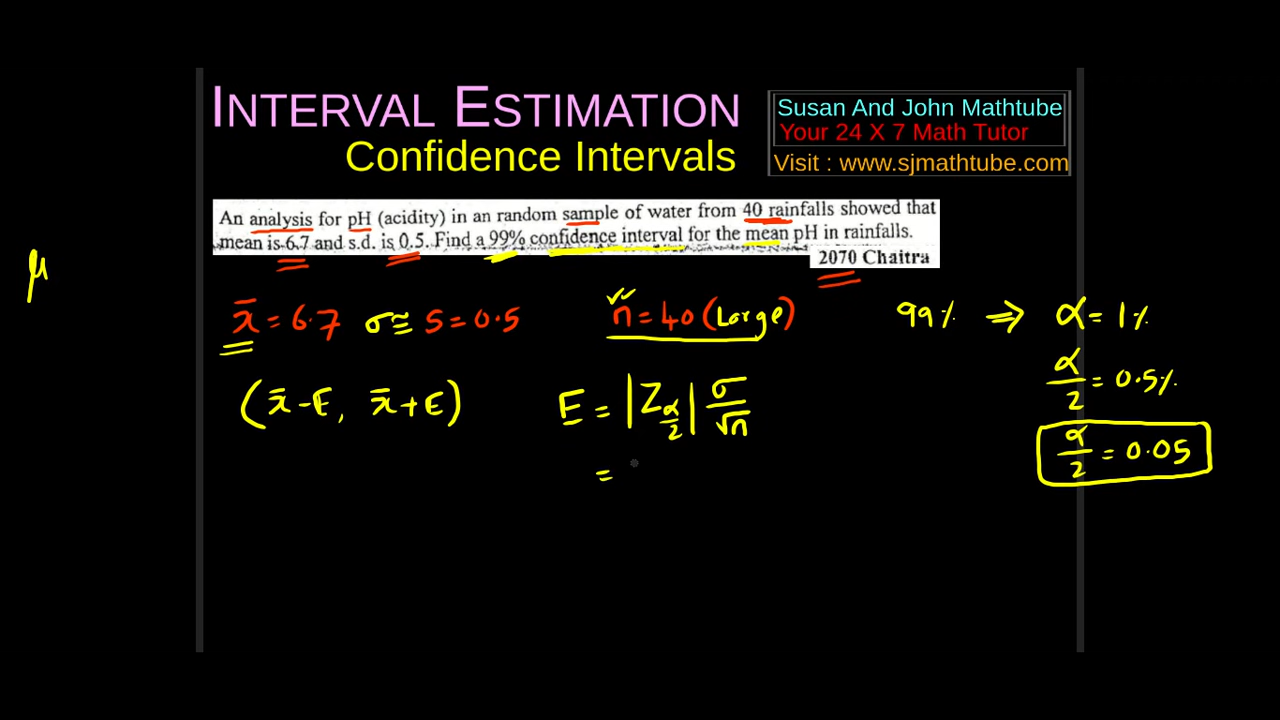 INTERVAL ESTIMATION
Confidence Intervals
Susan And John Mathtube
Your 24 X 7 Math Tutor
Visit : www.sjmathtube.com
An analysis for pH (acidity) in an random sample of water from 40 rainfalls showed that
mean is 6.7 and s.d. is 0.5. Find a 99% confidence interval for the mean pH in rainfalls.
2070 Chaitra
μ
x̄ = 6.7 σ ≅ S = 0.5 n = 40 (Large) 99% ⇒ α = 1%
α/2 = 0.5%
(x̄ - E, x̄ + E) E = |Z α/2| σ/√n
α/2 = 0.05
=